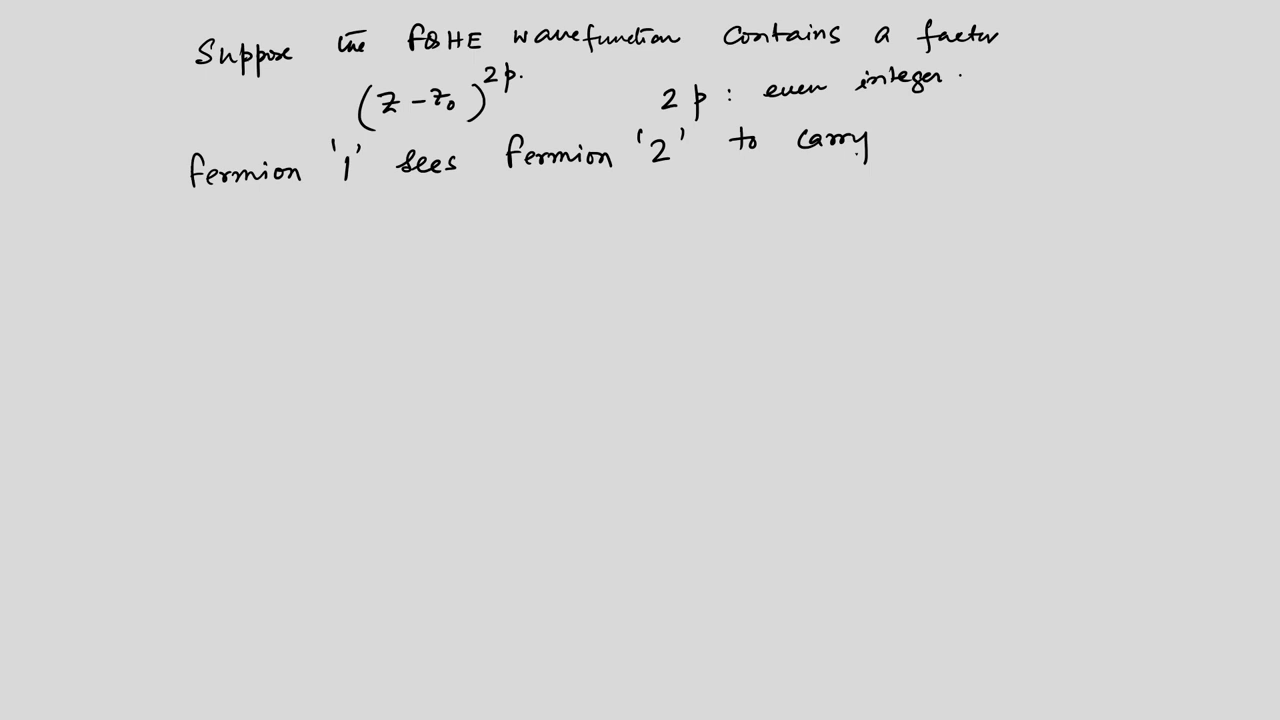 Suppose the FQHE wavefunction contains a factor
(z - z₀)^{2p}. 2p : even integer.
fermion '1' sees fermion '2' to carry